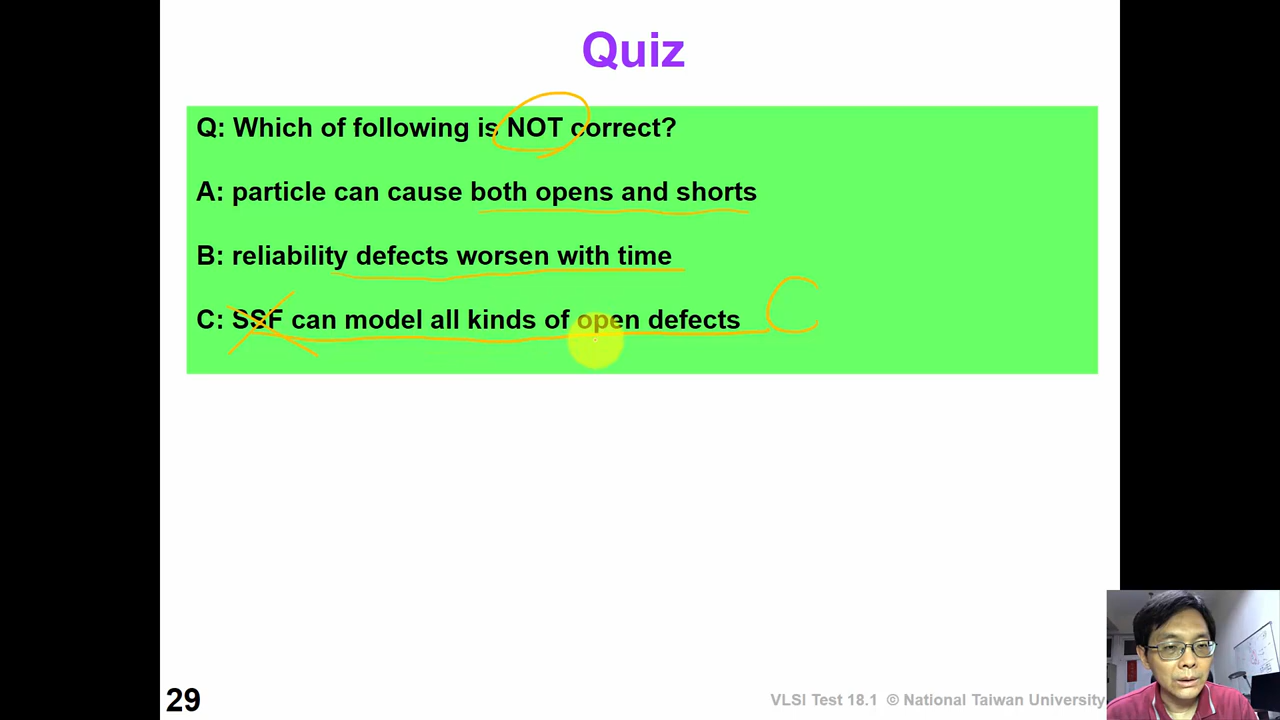 Quiz
Q: Which of following is NOT correct?
A: particle can cause both opens and shorts
B: reliability defects worsen with time
C: SSF can model all kinds of open defects
C
29
VLSI Test 18.1 © National Taiwan University